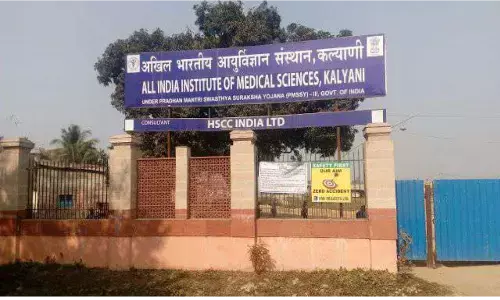 अखिल भारतीय आयुर्विज्ञान संस्थान, कल्याणी
ALL INDIA INSTITUTE OF MEDICAL SCIENCES, KALYANI
UNDER PRADHAN MANTRI SWASTHYA SURAKSHA YOJANA (PMSSY) -IE, GOVT. OF INDIA
CONSULTANT HSCC INDIA LTD
SAFETY FIRST
OUR AIM
ZERO ACCIDENT